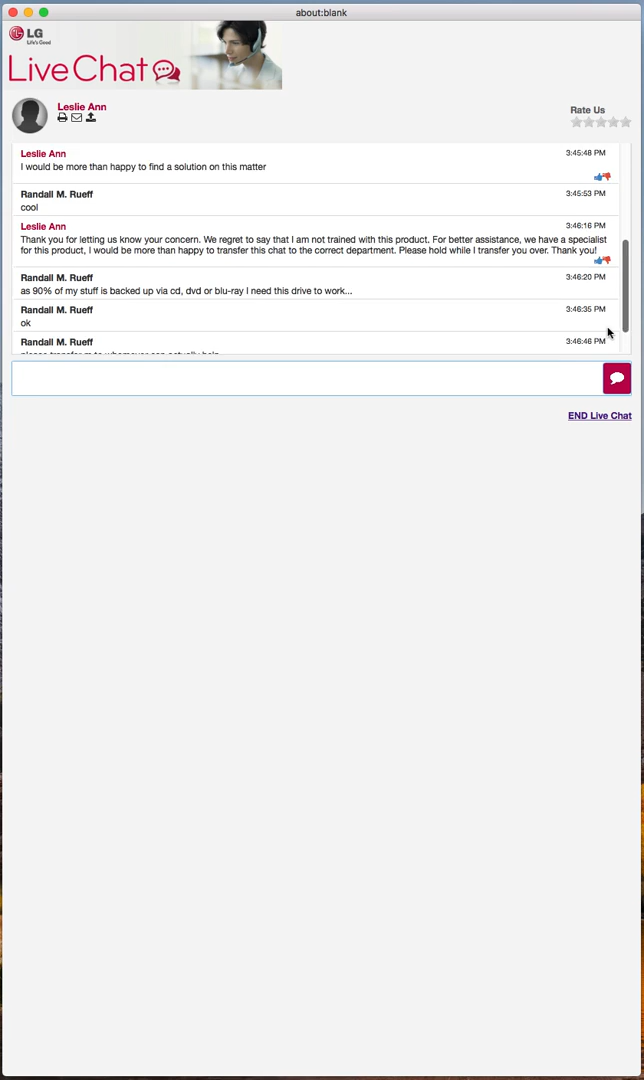 about:blank
LG
Life's Good
Live Chat
Leslie Ann
Rate Us
Leslie Ann 3:45:48 PM
I would be more than happy to find a solution on this matter
Randall M. Rueff 3:45:53 PM
cool
Leslie Ann 3:46:16 PM
Thank you for letting us know your concern. We regret to say that I am not trained with this product. For better assistance, we have a specialist
for this product, I would be more than happy to transfer this chat to the correct department. Please hold while I transfer you over. Thank you!
Randall M. Rueff 3:46:20 PM
as 90% of my stuff is backed up via cd, dvd or blu-ray I need this drive to work...
Randall M. Rueff 3:46:35 PM
ok
Randall M. Rueff 3:46:46 PM
END Live Chat